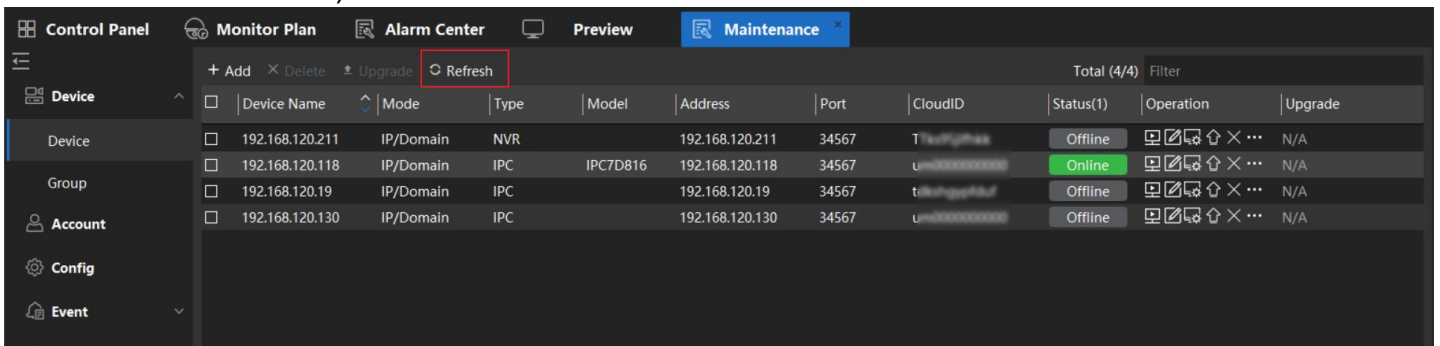 Control Panel Monitor Plan Alarm Center Preview Maintenance ×
+ Add × Delete Upgrade Refresh Total (4/4) Filter
Device
Device Name Mode Type Model Address Port CloudID Status(1) Operation Upgrade
Device
192.168.120.211 IP/Domain NVR 192.168.120.211 34567 Offline N/A
192.168.120.118 IP/Domain IPC IPC7D816 192.168.120.118 34567 Online N/A
Group
192.168.120.19 IP/Domain IPC 192.168.120.19 34567 Offline N/A
192.168.120.130 IP/Domain IPC 192.168.120.130 34567 Offline N/A
Account
Config
Event